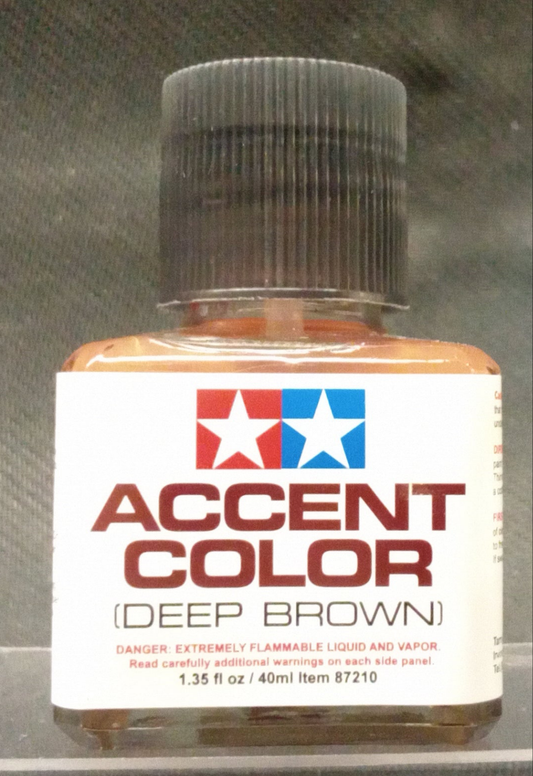 ACCENT
COLOR
(DEEP BROWN)
DANGER: EXTREMELY FLAMMABLE LIQUID AND VAPOR.
Read carefully additional warnings on each side panel.
1.35 fl oz / 40ml Item 87210